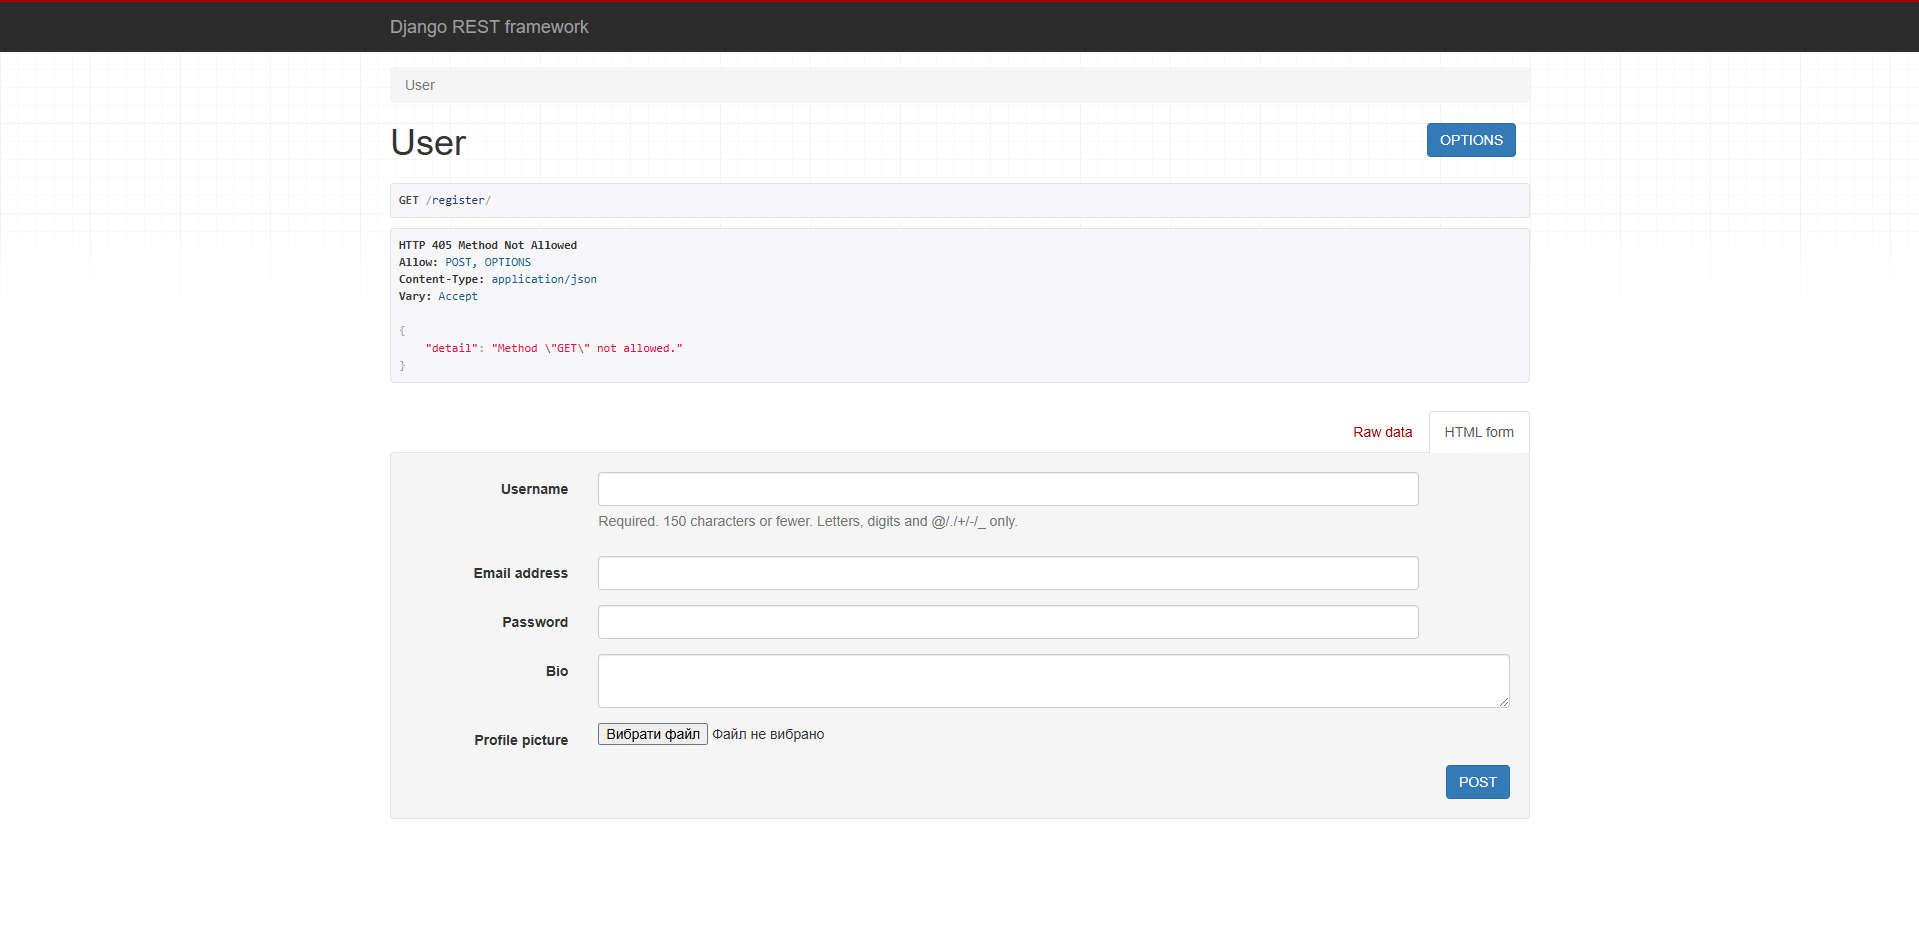 Django REST framework
User
User
OPTIONS
GET /register/
HTTP 405 Method Not Allowed
Allow: POST, OPTIONS
Content-Type: application/json
Vary: Accept
{
    "detail": "Method \"GET\" not allowed."
}
Raw data
HTML form
Username
Required. 150 characters or fewer. Letters, digits and @/./+/-/_ only.
Email address
Password
Bio
Profile picture
Вибрати файл Файл не вибрано
POST